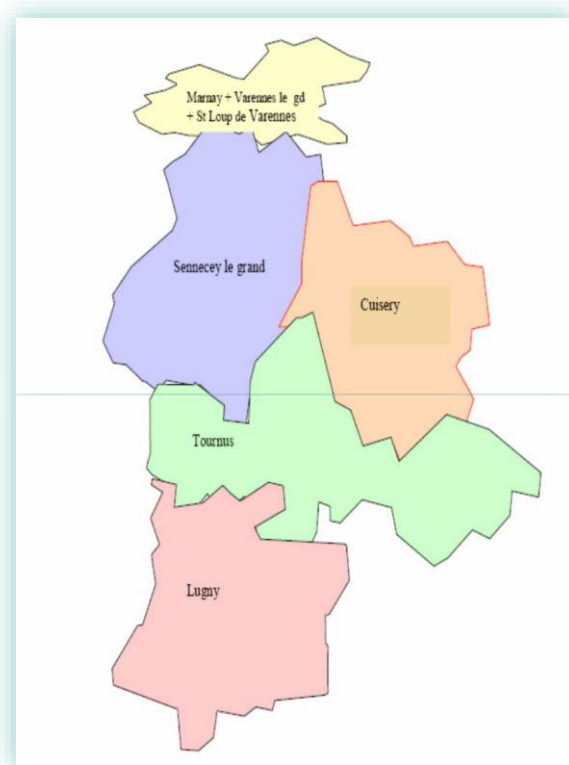 Marnay + Varennes le gd
+ St Loup de Varennes
Sennecey le grand
Cuisery
Tournus
Lugny